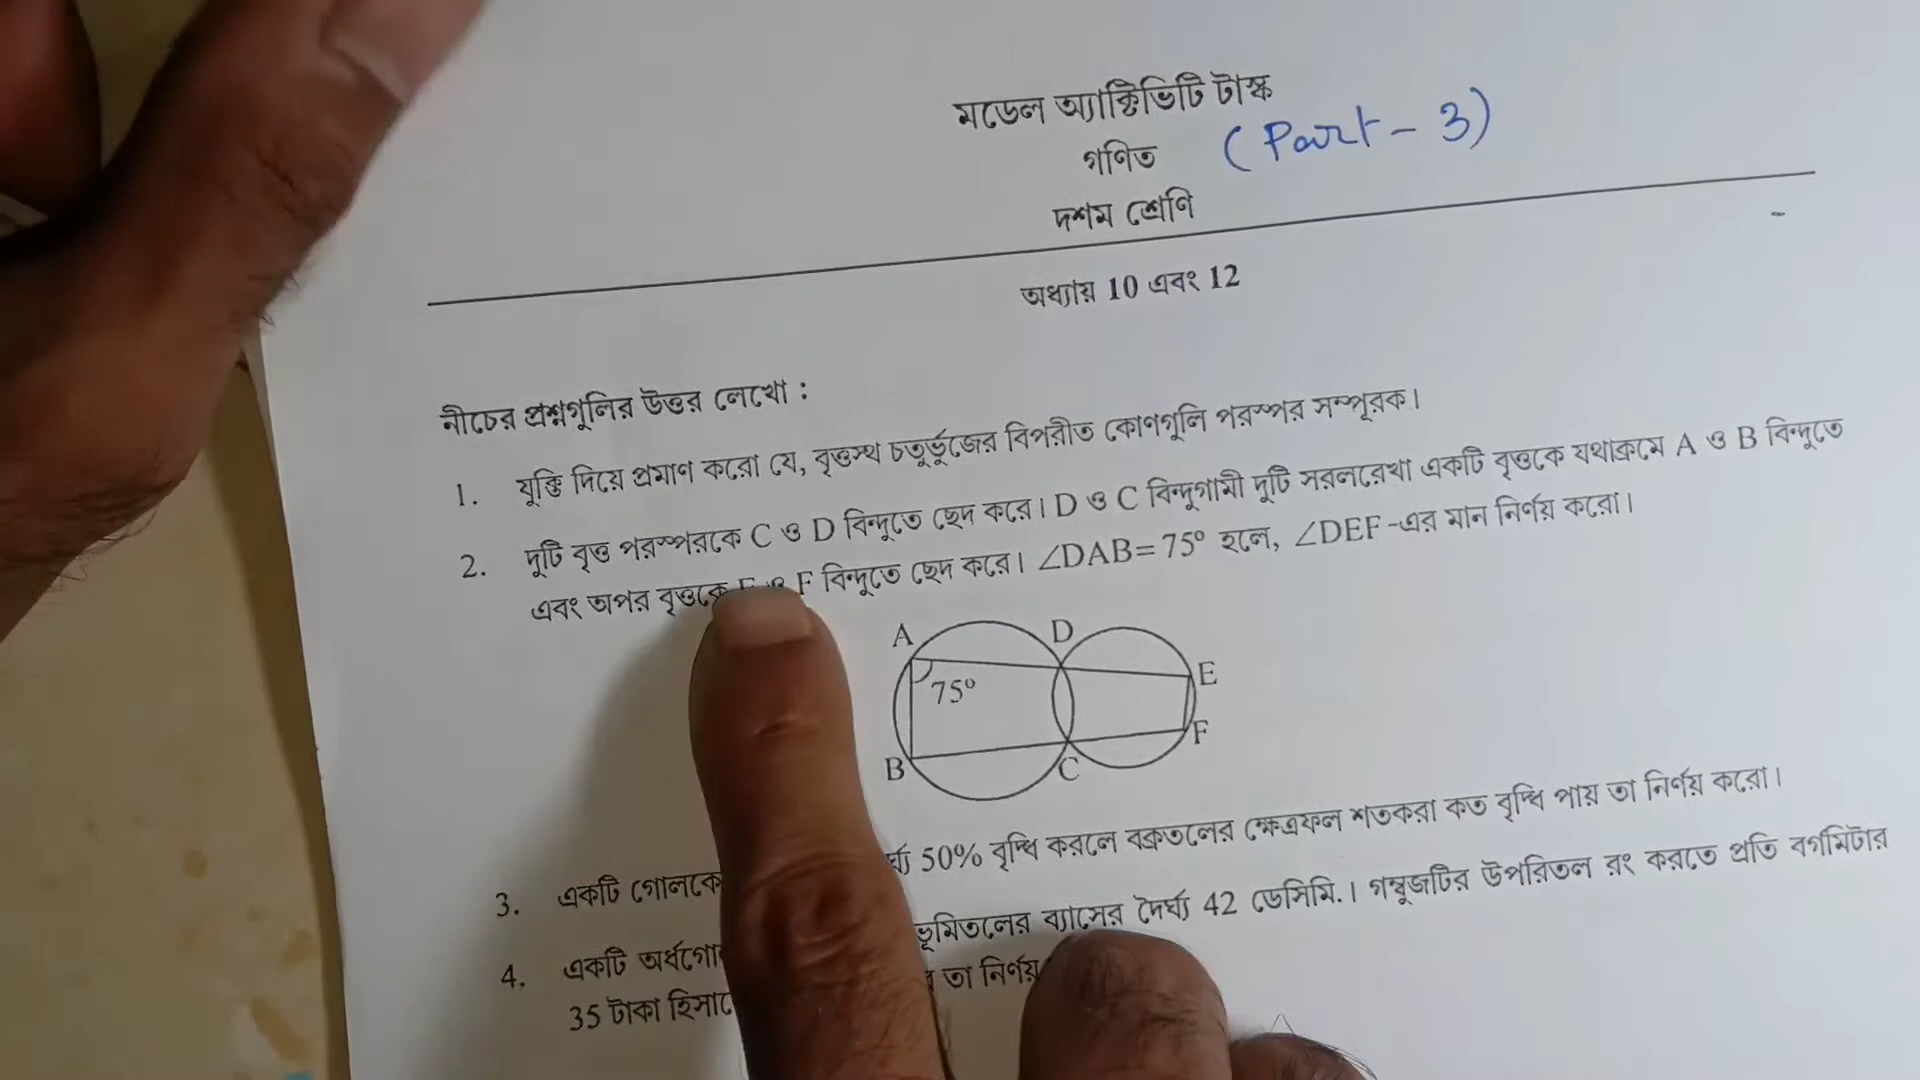 মডেল অ্যাক্টিভিটি টাস্ক
গণিত (Part - 3)
দশম শ্রেণি
অধ্যায় 10 এবং 12
নীচের প্রশ্নগুলির উত্তর লেখো :
1. যুক্তি দিয়ে প্রমাণ করো যে, বৃত্তস্থ চতুর্ভুজের বিপরীত কোণগুলি পরস্পর সম্পূরক।
2. দুটি বৃত্ত পরস্পরকে C ও D বিন্দুতে ছেদ করে। D ও C বিন্দুগামী দুটি সরলরেখা একটি বৃত্তকে যথাক্রমে A ও B বিন্দুতে
এবং অপর বৃত্তকে E ও F বিন্দুতে ছেদ করে। ∠DAB= 75° হলে, ∠DEF -এর মান নির্ণয় করো।
A D
E
75°
F
B C
3. একটি গোলকে 50% বৃদ্ধি করলে বক্রতলের ক্ষেত্রফল শতকরা কত বৃদ্ধি পায় তা নির্ণয় করো।
4. একটি ভূমিতলের ব্যাসের দৈর্ঘ্য 42 ডেসিমি.। গম্বুজটির উপরিতল রং করতে প্রতি বর্গমিটার
35 টাকা তা নির্ণয়